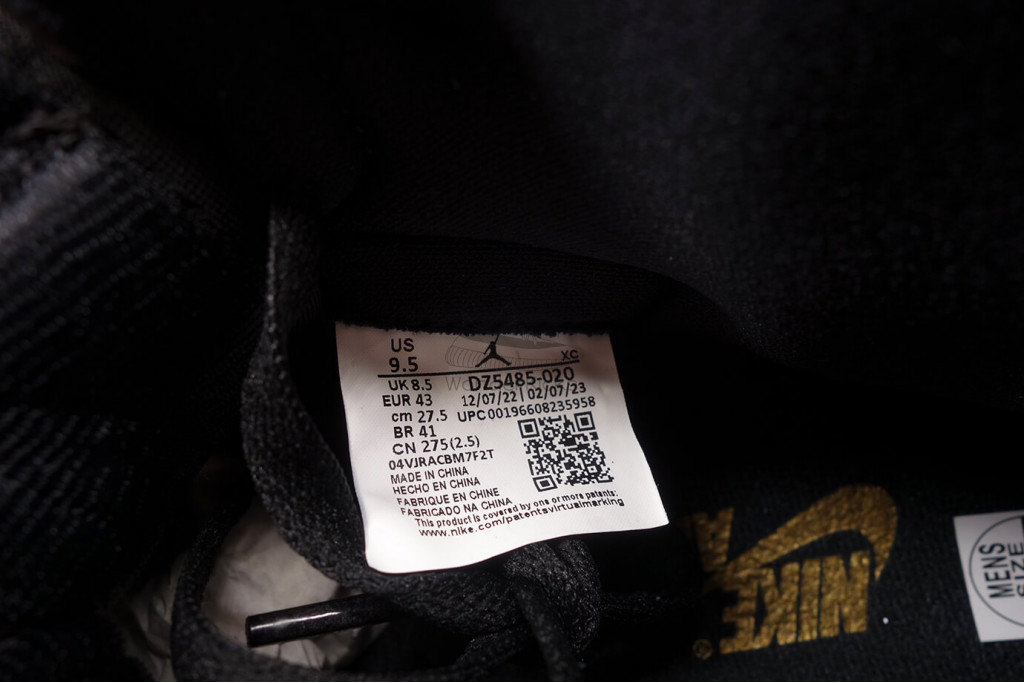 US
9.5
XC
UK 8.5
DZ5485-020
EUR 43
12/07/22 | 02/07/23
cm 27.5
UPC00196608235958
BR 41
CN 275(2.5)
04VJRACBM7F2T
MADE IN CHINA
HECHO EN CHINA
FABRIQUE EN CHINE
FABRICADO NA CHINA
This product is covered by one or more patents:
www.nike.com/patentsvirtualmarking
NIKE
®
MENS
SIZE